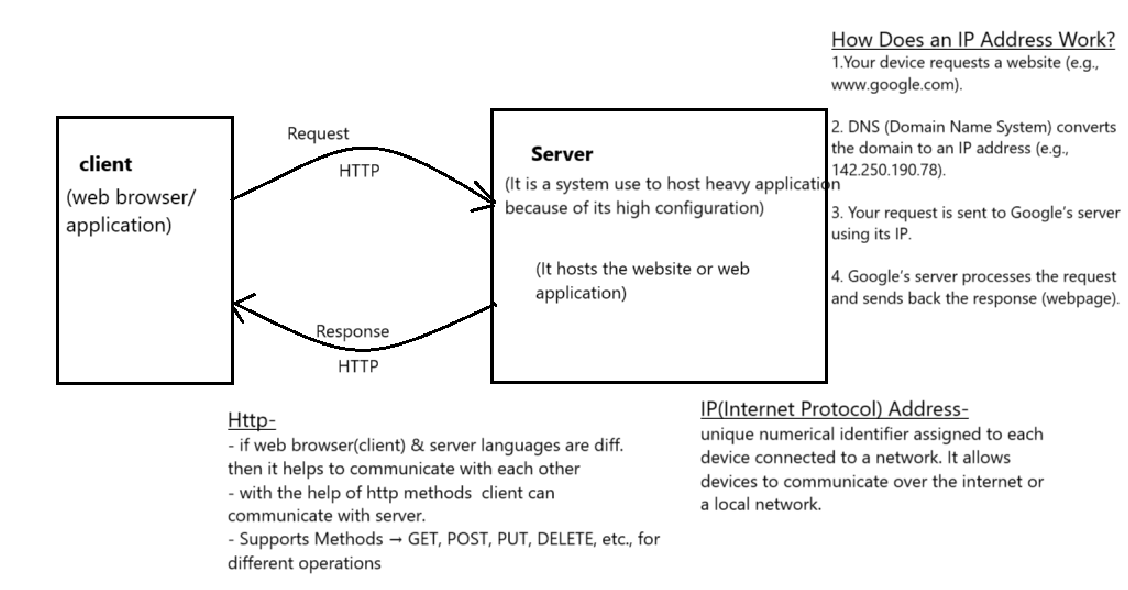 How Does an IP Address Work?
1.Your device requests a website (e.g.,
www.google.com).
2. DNS (Domain Name System) converts
the domain to an IP address (e.g.,
142.250.190.78).
3. Your request is sent to Google's server
using its IP.
4. Google's server processes the request
and sends back the response (webpage).
client
(web browser/
application)
Request
HTTP
Server
(It is a system use to host heavy application
because of its high configuration)
(It hosts the website or web
application)
Response
HTTP
Http-
- if web browser(client) & server languages are diff.
then it helps to communicate with each other
- with the help of http methods client can
communicate with server.
- Supports Methods → GET, POST, PUT, DELETE, etc., for
different operations
IP(Internet Protocol) Address-
unique numerical identifier assigned to each
device connected to a network. It allows
devices to communicate over the internet or
a local network.